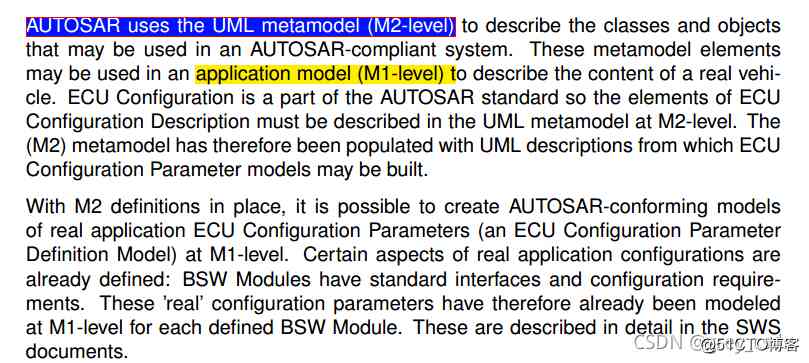 AUTOSAR uses the UML metamodel (M2-level) to describe the classes and objects
that may be used in an AUTOSAR-compliant system. These metamodel elements
may be used in an application model (M1-level) to describe the content of a real vehi-
cle. ECU Configuration is a part of the AUTOSAR standard so the elements of ECU
Configuration Description must be described in the UML metamodel at M2-level. The
(M2) metamodel has therefore been populated with UML descriptions from which ECU
Configuration Parameter models may be built.
With M2 definitions in place, it is possible to create AUTOSAR-conforming models
of real application ECU Configuration Parameters (an ECU Configuration Parameter
Definition Model) at M1-level. Certain aspects of real application configurations are
already defined: BSW Modules have standard interfaces and configuration require-
ments. These 'real' configuration parameters have therefore already been modeled
at M1-level for each defined BSW Module. These are described in detail in the SWS
documents.
CSDN
@51CTO博客